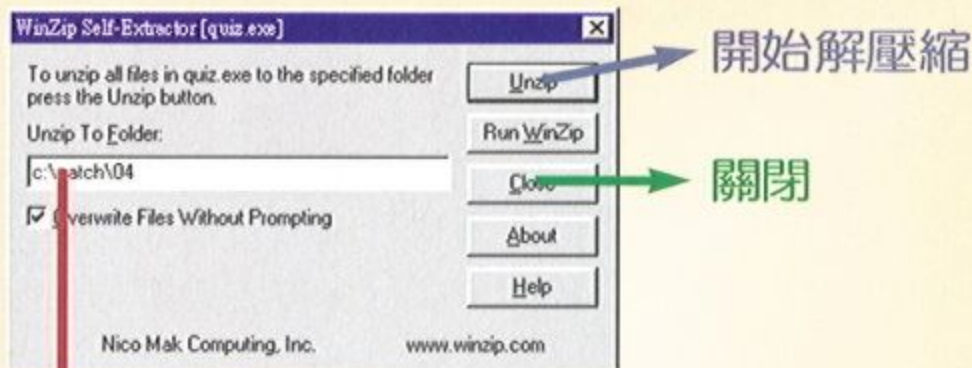 WinZip Self-Extractor [quiz.exe]
To unzip all files in quiz.exe to the specified folder
press the Unzip button.
Unzip To Folder:
c:\patch\04
Overwrite Files Without Prompting
Unzip
開始解壓縮
Run WinZip
Close
關閉
About
Help
Nico Mak Computing, Inc. www.winzip.com